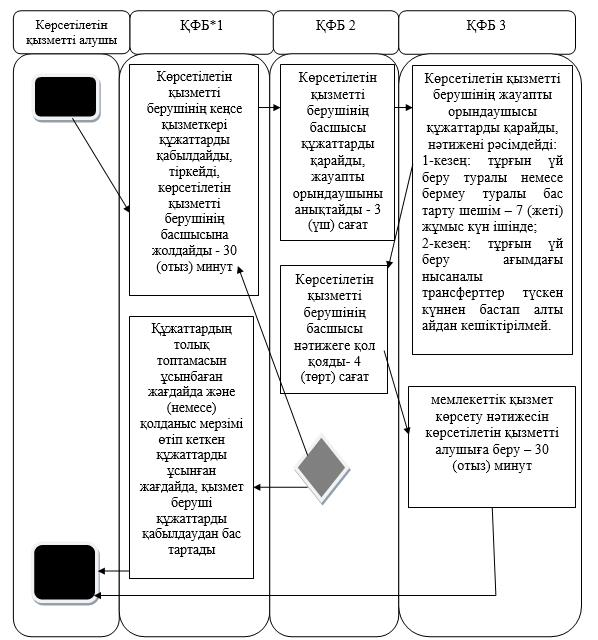 Көрсетілетін
қызметті алушы
ҚФБ*1
ҚФБ 2
ҚФБ 3
Көрсетілетін
қызметті
берушінің кеңсе
қызметкері
құжаттарды
қабылдайды,
тіркейді,
көрсетілетін
қызметті
берушінің
басшысына
жолдайды - 30
(отыз) минут
Көрсетілетін
қызметті
берушінің
басшысы
құжаттарды
қарайды,
жауапты
орындаушыны
анықтайды - 3
(үш) сағат
Көрсетілетін қызметті
берушінің жауапты
орындаушысы
құжаттарды қарайды,
нәтижені рәсімдейді:
1-кезең: тұрғын үй
беру туралы немесе
бермеу туралы бас
тарту шешім – 7 (жеті)
жұмыс күн ішінде;
2-кезең: тұрғын үй
беру ағымдағы
нысаналы
трансферттер түскен
күннен бастап алты
айдан кешіктірілмей.
Көрсетілетін
қызметті
берушінің
басшысы
нәтижеге қол
қояды- 4
(төрт) сағат
Құжаттардың
толық
топтамасын
ұсынбаған
жағдайда және
(немесе)
қолданыс мерзімі
өтіп кеткен
құжаттарды
ұсынған
жағдайда, қызмет
беруші
құжаттарды
қабылдаудан бас
тартады
мемлекеттік қызмет
көрсету нәтижесін
көрсетілетін қызметті
алушыға беру – 30
(отыз) минут